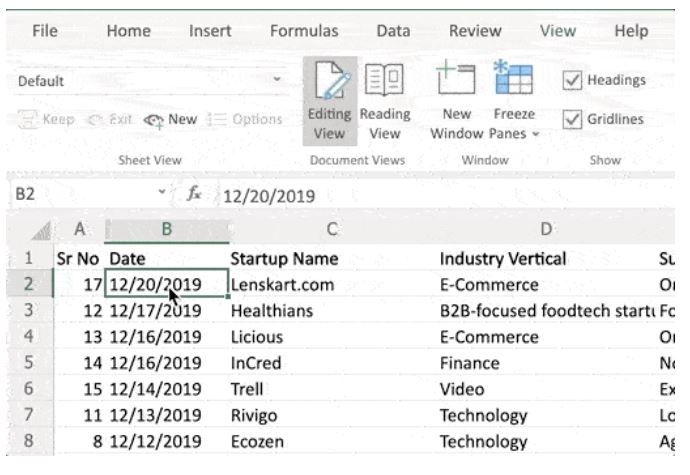 File Home Insert Formulas Data Review View Help
Default
Keep Exit New Options
Editing View
Reading View
New Window
Freeze Panes
Headings
Gridlines
Sheet View Document Views Window Show
B2 fx 12/20/2019
A B C D
1 Sr No Date Startup Name Industry Vertical Su
2 17 12/20/2019 Lenskart.com E-Commerce On
3 12 12/17/2019 Healthians B2B-focused foodtech startu Fo
4 13 12/16/2019 Licious E-Commerce On
5 14 12/16/2019 InCred Finance No
6 15 12/14/2019 Trell Video Ex
7 11 12/13/2019 Rivigo Technology Lo
8 8 12/12/2019 Ecozen Technology Ag